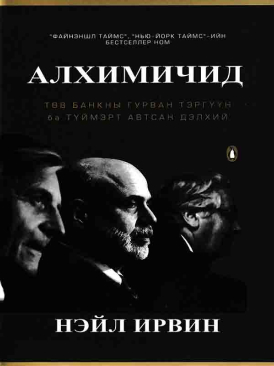 "ФАЙНЭНШЛ ТАЙМС", "НЬЮ-ЙОРК ТАЙМС"-ИЙН
БЕСТСЕЛЛЕР НОМ
АЛХИМИЧИД
ТӨВ БАНКНЫ ГУРВАН ТЭРГҮҮН
ба ТҮЙМЭРТ АВТСАН ДЭЛХИЙ
НЭЙЛ ИРВИН